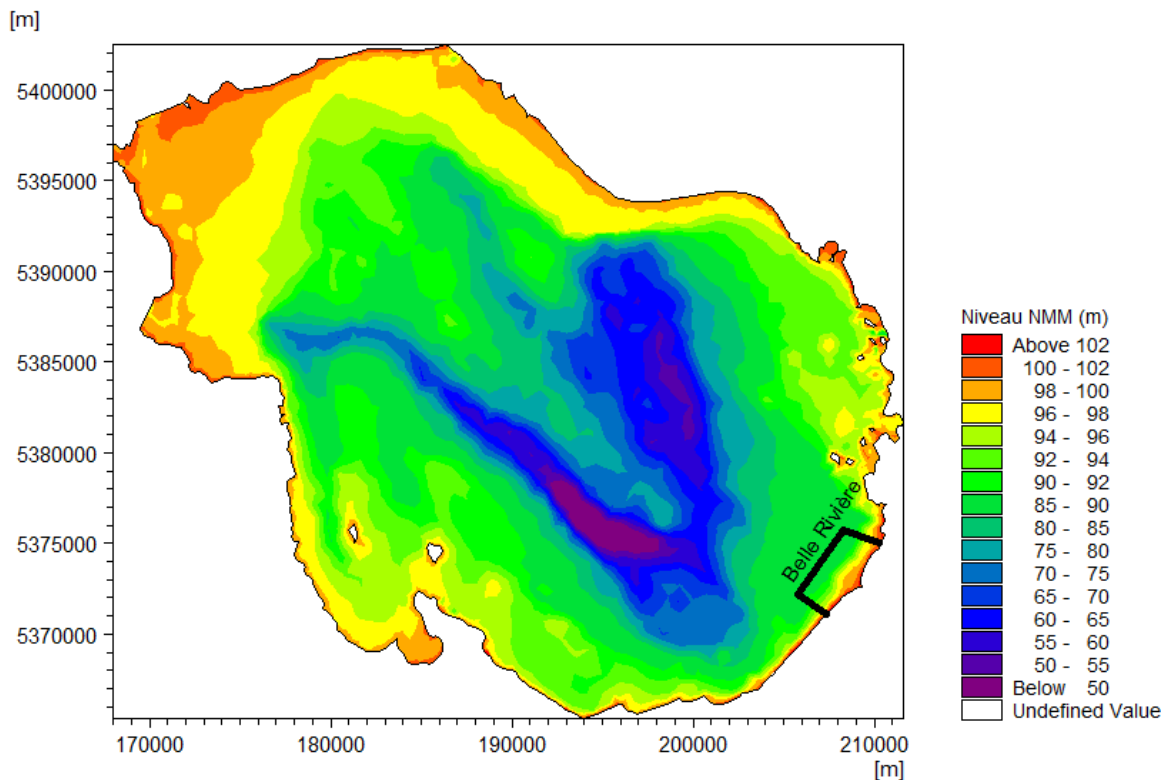 [m]
5400000
5395000
5390000
5385000
5380000
5375000
5370000
170000
180000
190000
200000
210000
[m]
Belle Rivière
Niveau NMM (m)
Above 102
100 - 102
98 - 100
96 - 98
94 - 96
92 - 94
90 - 92
85 - 90
80 - 85
75 - 80
70 - 75
65 - 70
60 - 65
55 - 60
50 - 55
Below 50
Undefined Value